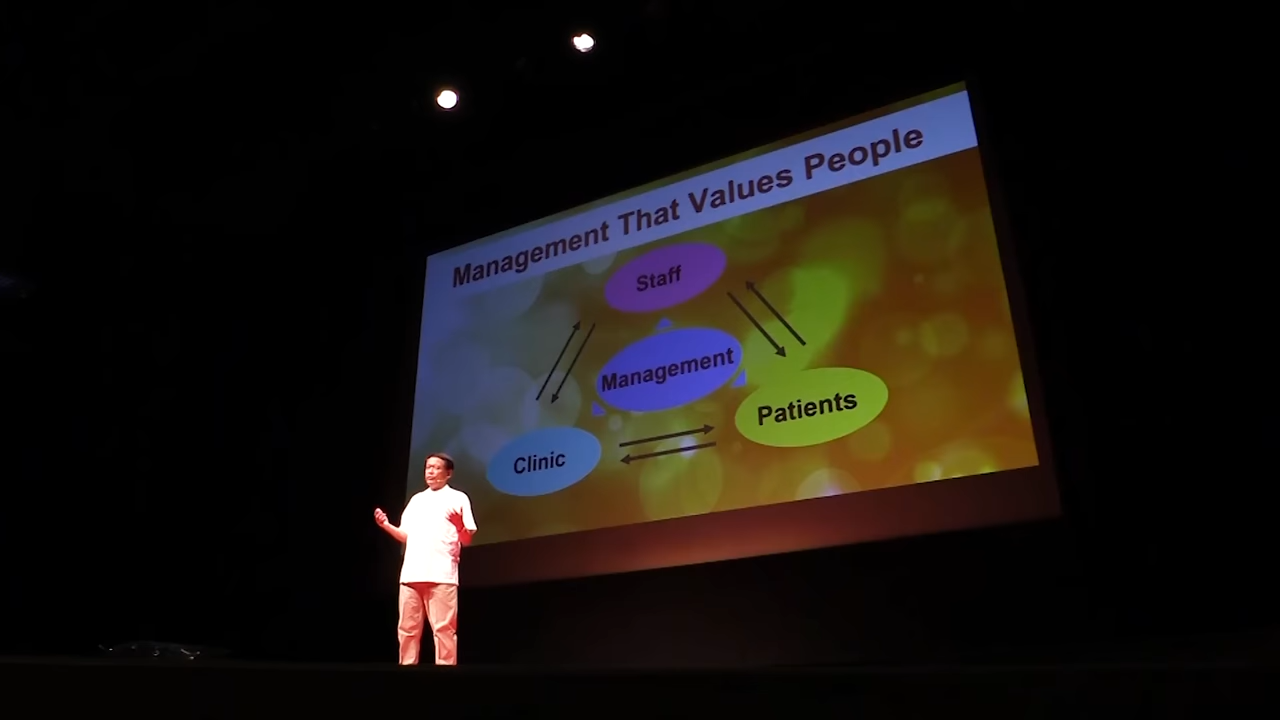 Management That Values People
Staff
Management
Patients
Clinic